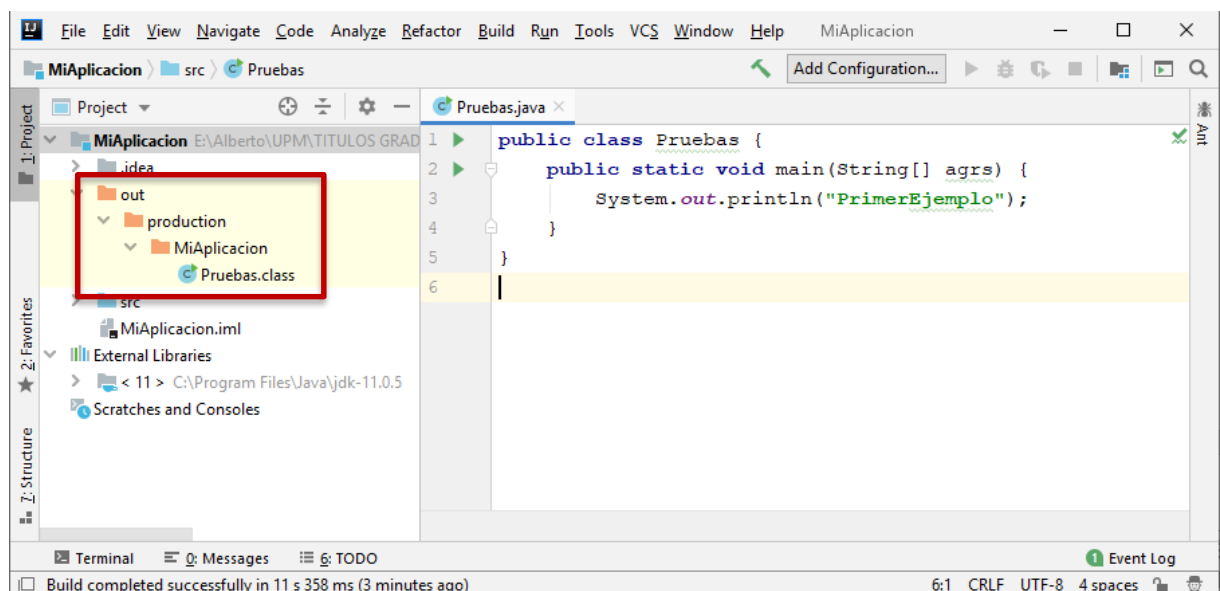 File Edit View Navigate Code Analyze Refactor Build Run Tools VCS Window Help MiAplicacion
MiAplicacion src Pruebas Add Configuration...
1: Project
Project
MiAplicacion E:\Alberto\UPM\TITULOS GRAD
.idea
out
production
MiAplicacion
Pruebas.class
src
MiAplicacion.iml
External Libraries
< 11 > C:\Program Files\Java\jdk-11.0.5
Scratches and Consoles
2: Favorites
7: Structure
Pruebas.java
1 public class Pruebas {
2 public static void main(String[] agrs) {
3 System.out.println("PrimerEjemplo");
4 }
5 }
6
Ant
Terminal 0: Messages 6: TODO 1 Event Log
Build completed successfully in 11 s 358 ms (3 minutes ago) 6:1 CRLF UTF-8 4 spaces